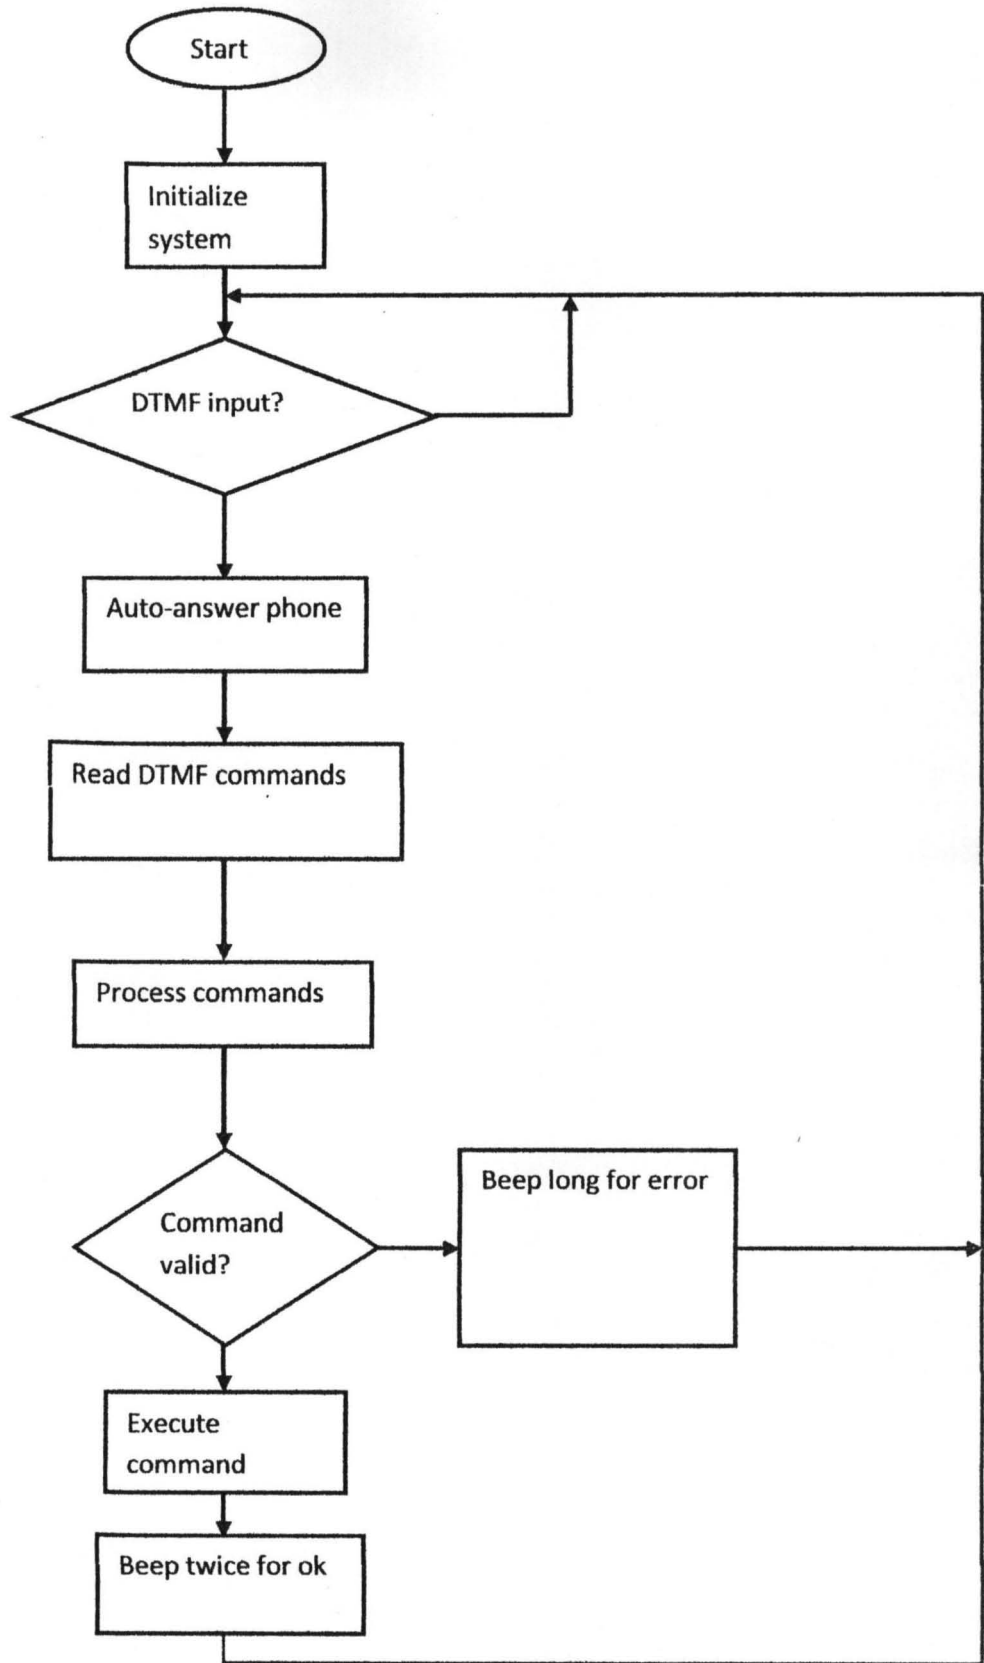 Start
Initialize
system
DTMF input?
Auto-answer phone
Read DTMF commands
Process commands
Command
valid?
Beep long for error
Execute
command
Beep twice for ok